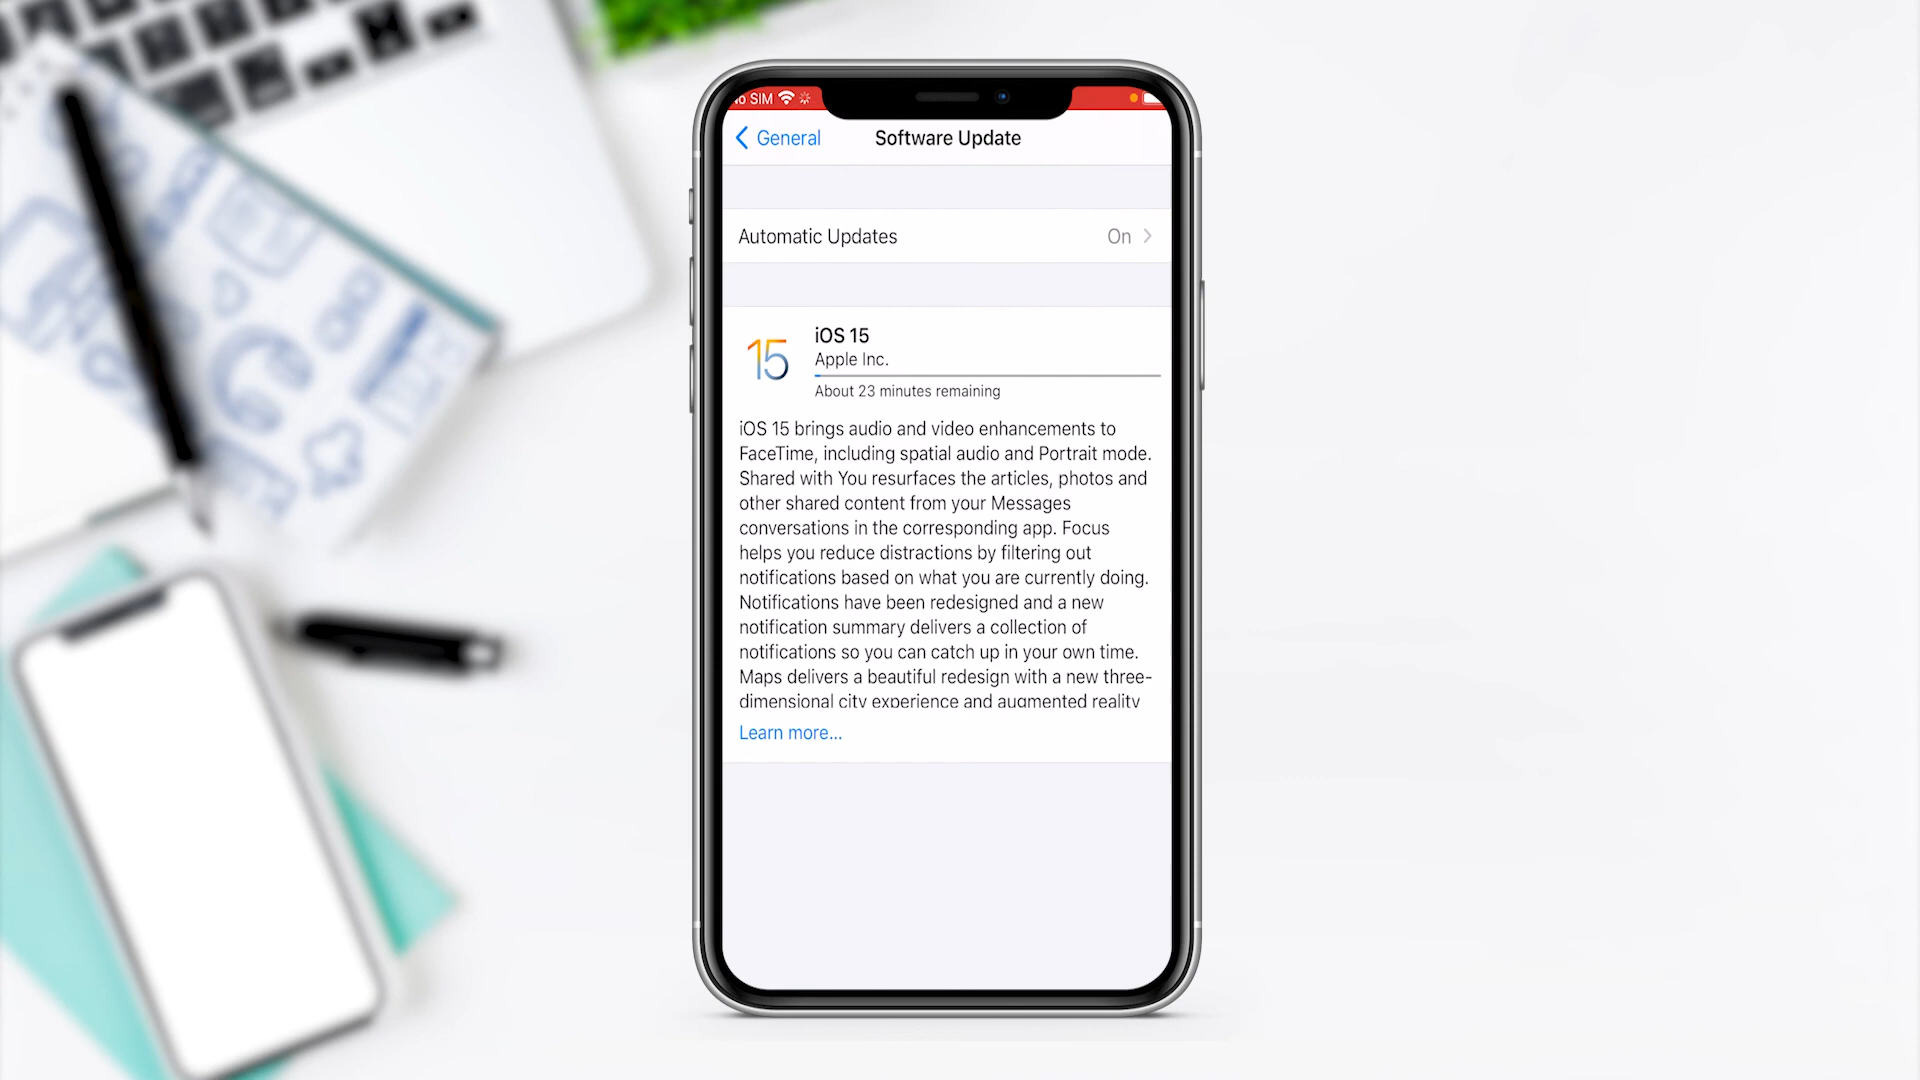 SIM
General
Software Update
Automatic Updates
On
15
iOS 15
Apple Inc.
About 23 minutes remaining
iOS 15 brings audio and video enhancements to
FaceTime, including spatial audio and Portrait mode.
Shared with You resurfaces the articles, photos and
other shared content from your Messages
conversations in the corresponding app. Focus
helps you reduce distractions by filtering out
notifications based on what you are currently doing.
Notifications have been redesigned and a new
notification summary delivers a collection of
notifications so you can catch up in your own time.
Maps delivers a beautiful redesign with a new three-
dimensional city experience and augmented reality
Learn more...